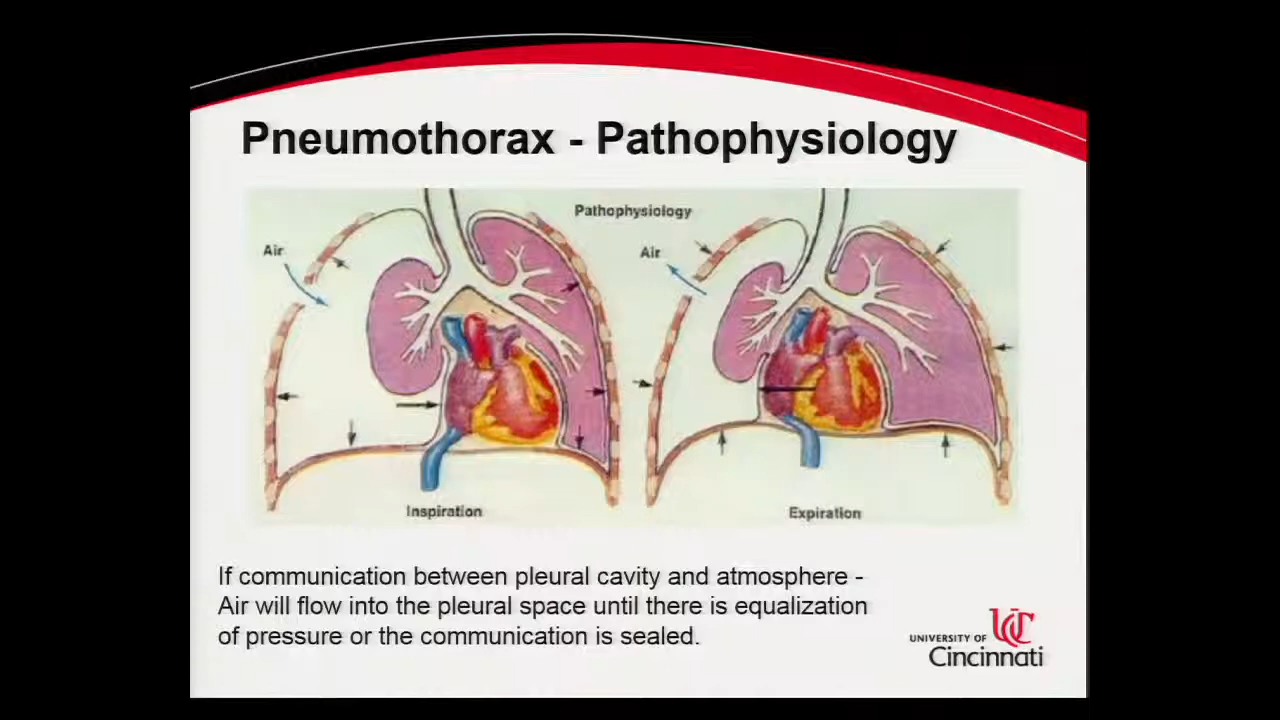 Pneumothorax - Pathophysiology
Pathophysiology
Air
Air
Inspiration
Expiration
If communication between pleural cavity and atmosphere -
Air will flow into the pleural space until there is equalization
of pressure or the communication is sealed.
UC
UNIVERSITY OF
Cincinnati